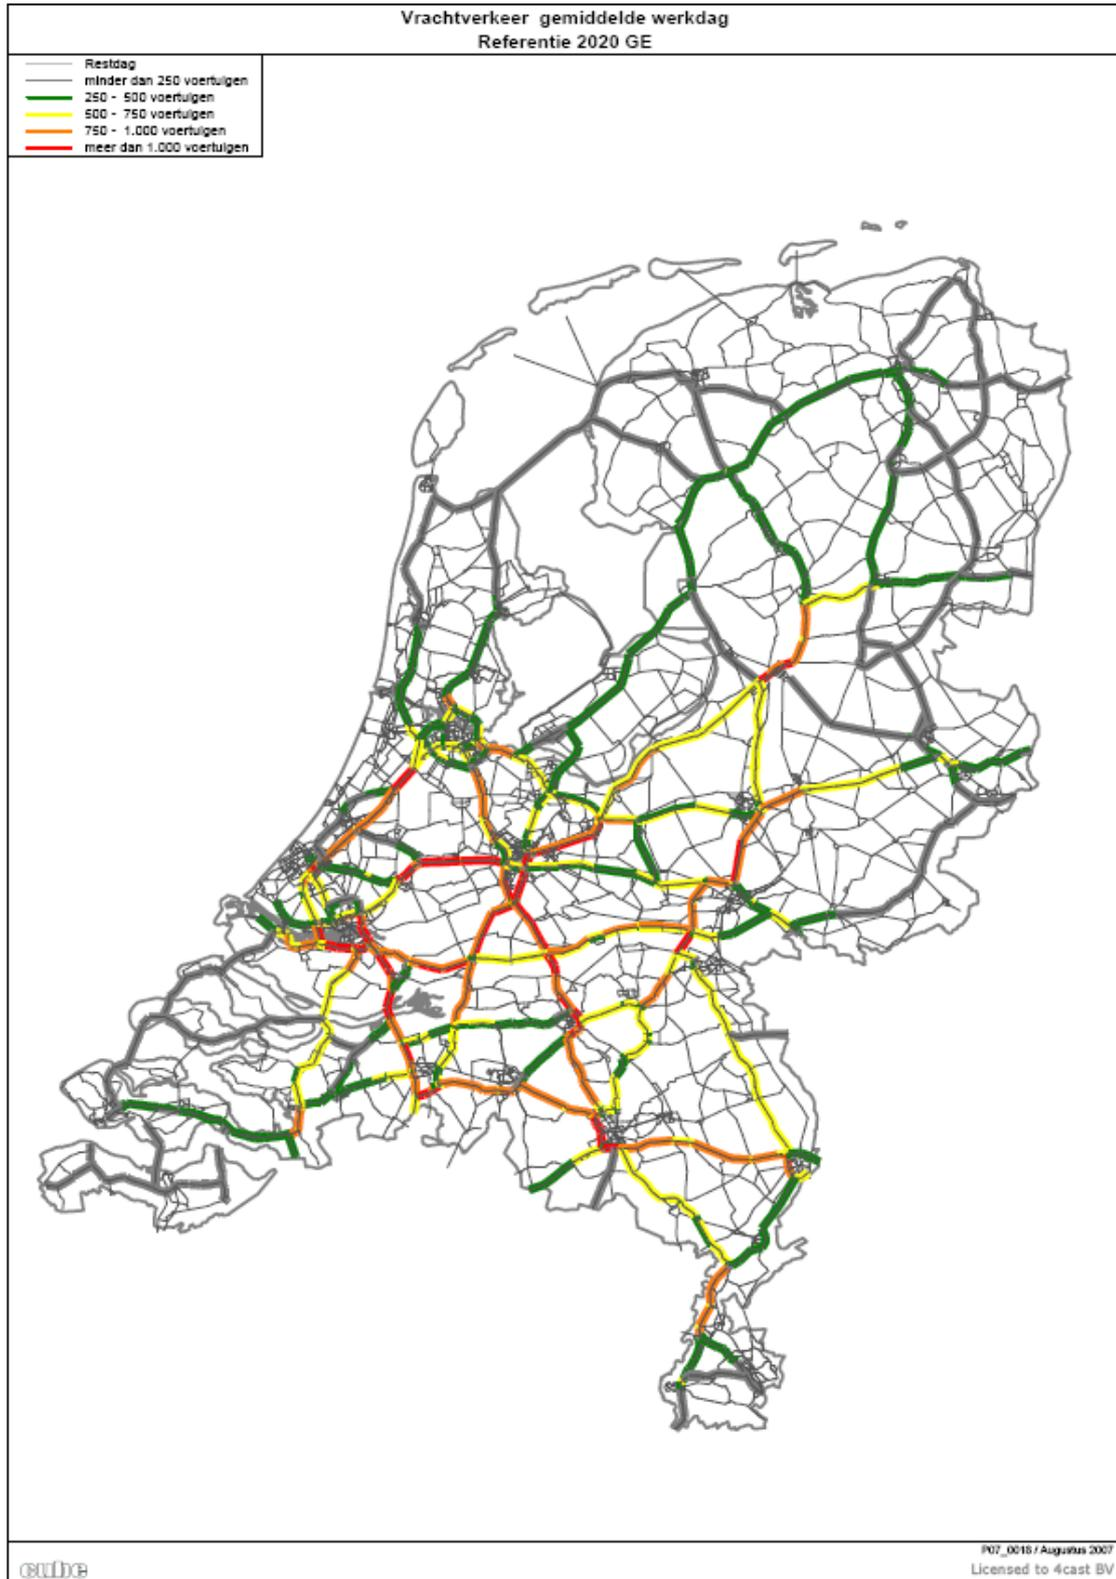 Vrachtverkeer gemiddelde werkdag
Referentie 2020 GE
Restdag
minder dan 250 voertuigen
250 - 500 voertuigen
500 - 750 voertuigen
750 - 1.000 voertuigen
meer dan 1.000 voertuigen
P07_0018 / Augustus 2007
cube
Licensed to 4cast BV